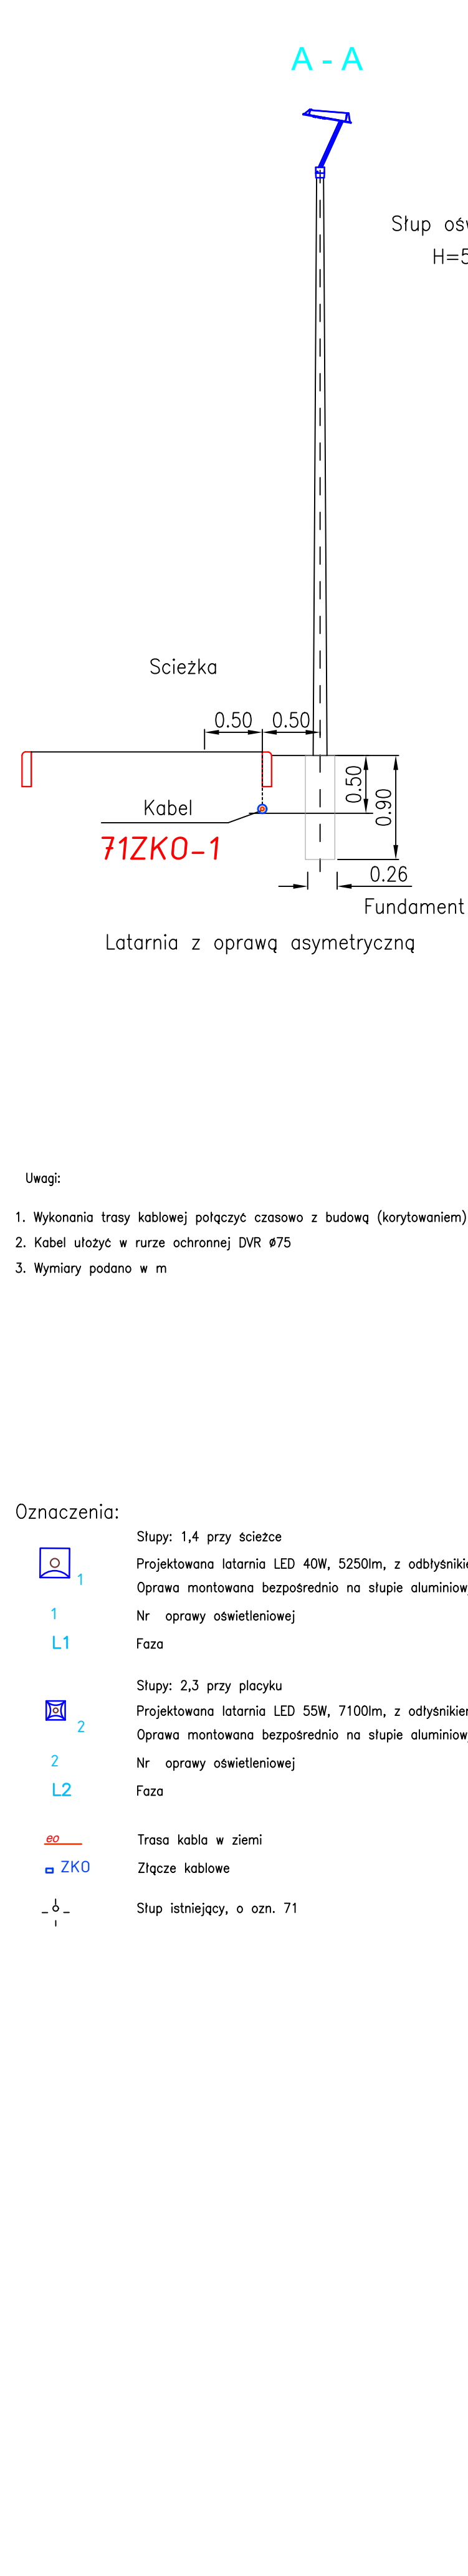 A - A
Słup
H=5
Scieżka
0.50 0.50
0.50
0.90
Kabel
71ZKO-1
0.26
Fundament
Latarnia z oprawą asymetryczną
Uwagi:
1. Wykonania trasy kablowej połączyć czasowo z budową (korytowaniem)
2. Kabel ułożyć w rurze ochronnej DVR ø75
3. Wymiary podano w m
Oznaczenia:
Słupy: 1,4 przy ścieżce
1 Projektowana latarnia LED 40W, 5250lm, z
Oprawa montowana bezpośrednio na słupie
1 Nr oprawy oświetleniowej
L1 Faza
Słupy: 2,3 przy placyku
2 Projektowana latarnia LED 55W, 7100lm, z
Oprawa montowana bezpośrednio na słupie
2 Nr oprawy oświetleniowej
L2 Faza
eo Trasa kabla w ziemi
ZKO Złącze kablowe
Słup istniejący, o ozn. 71